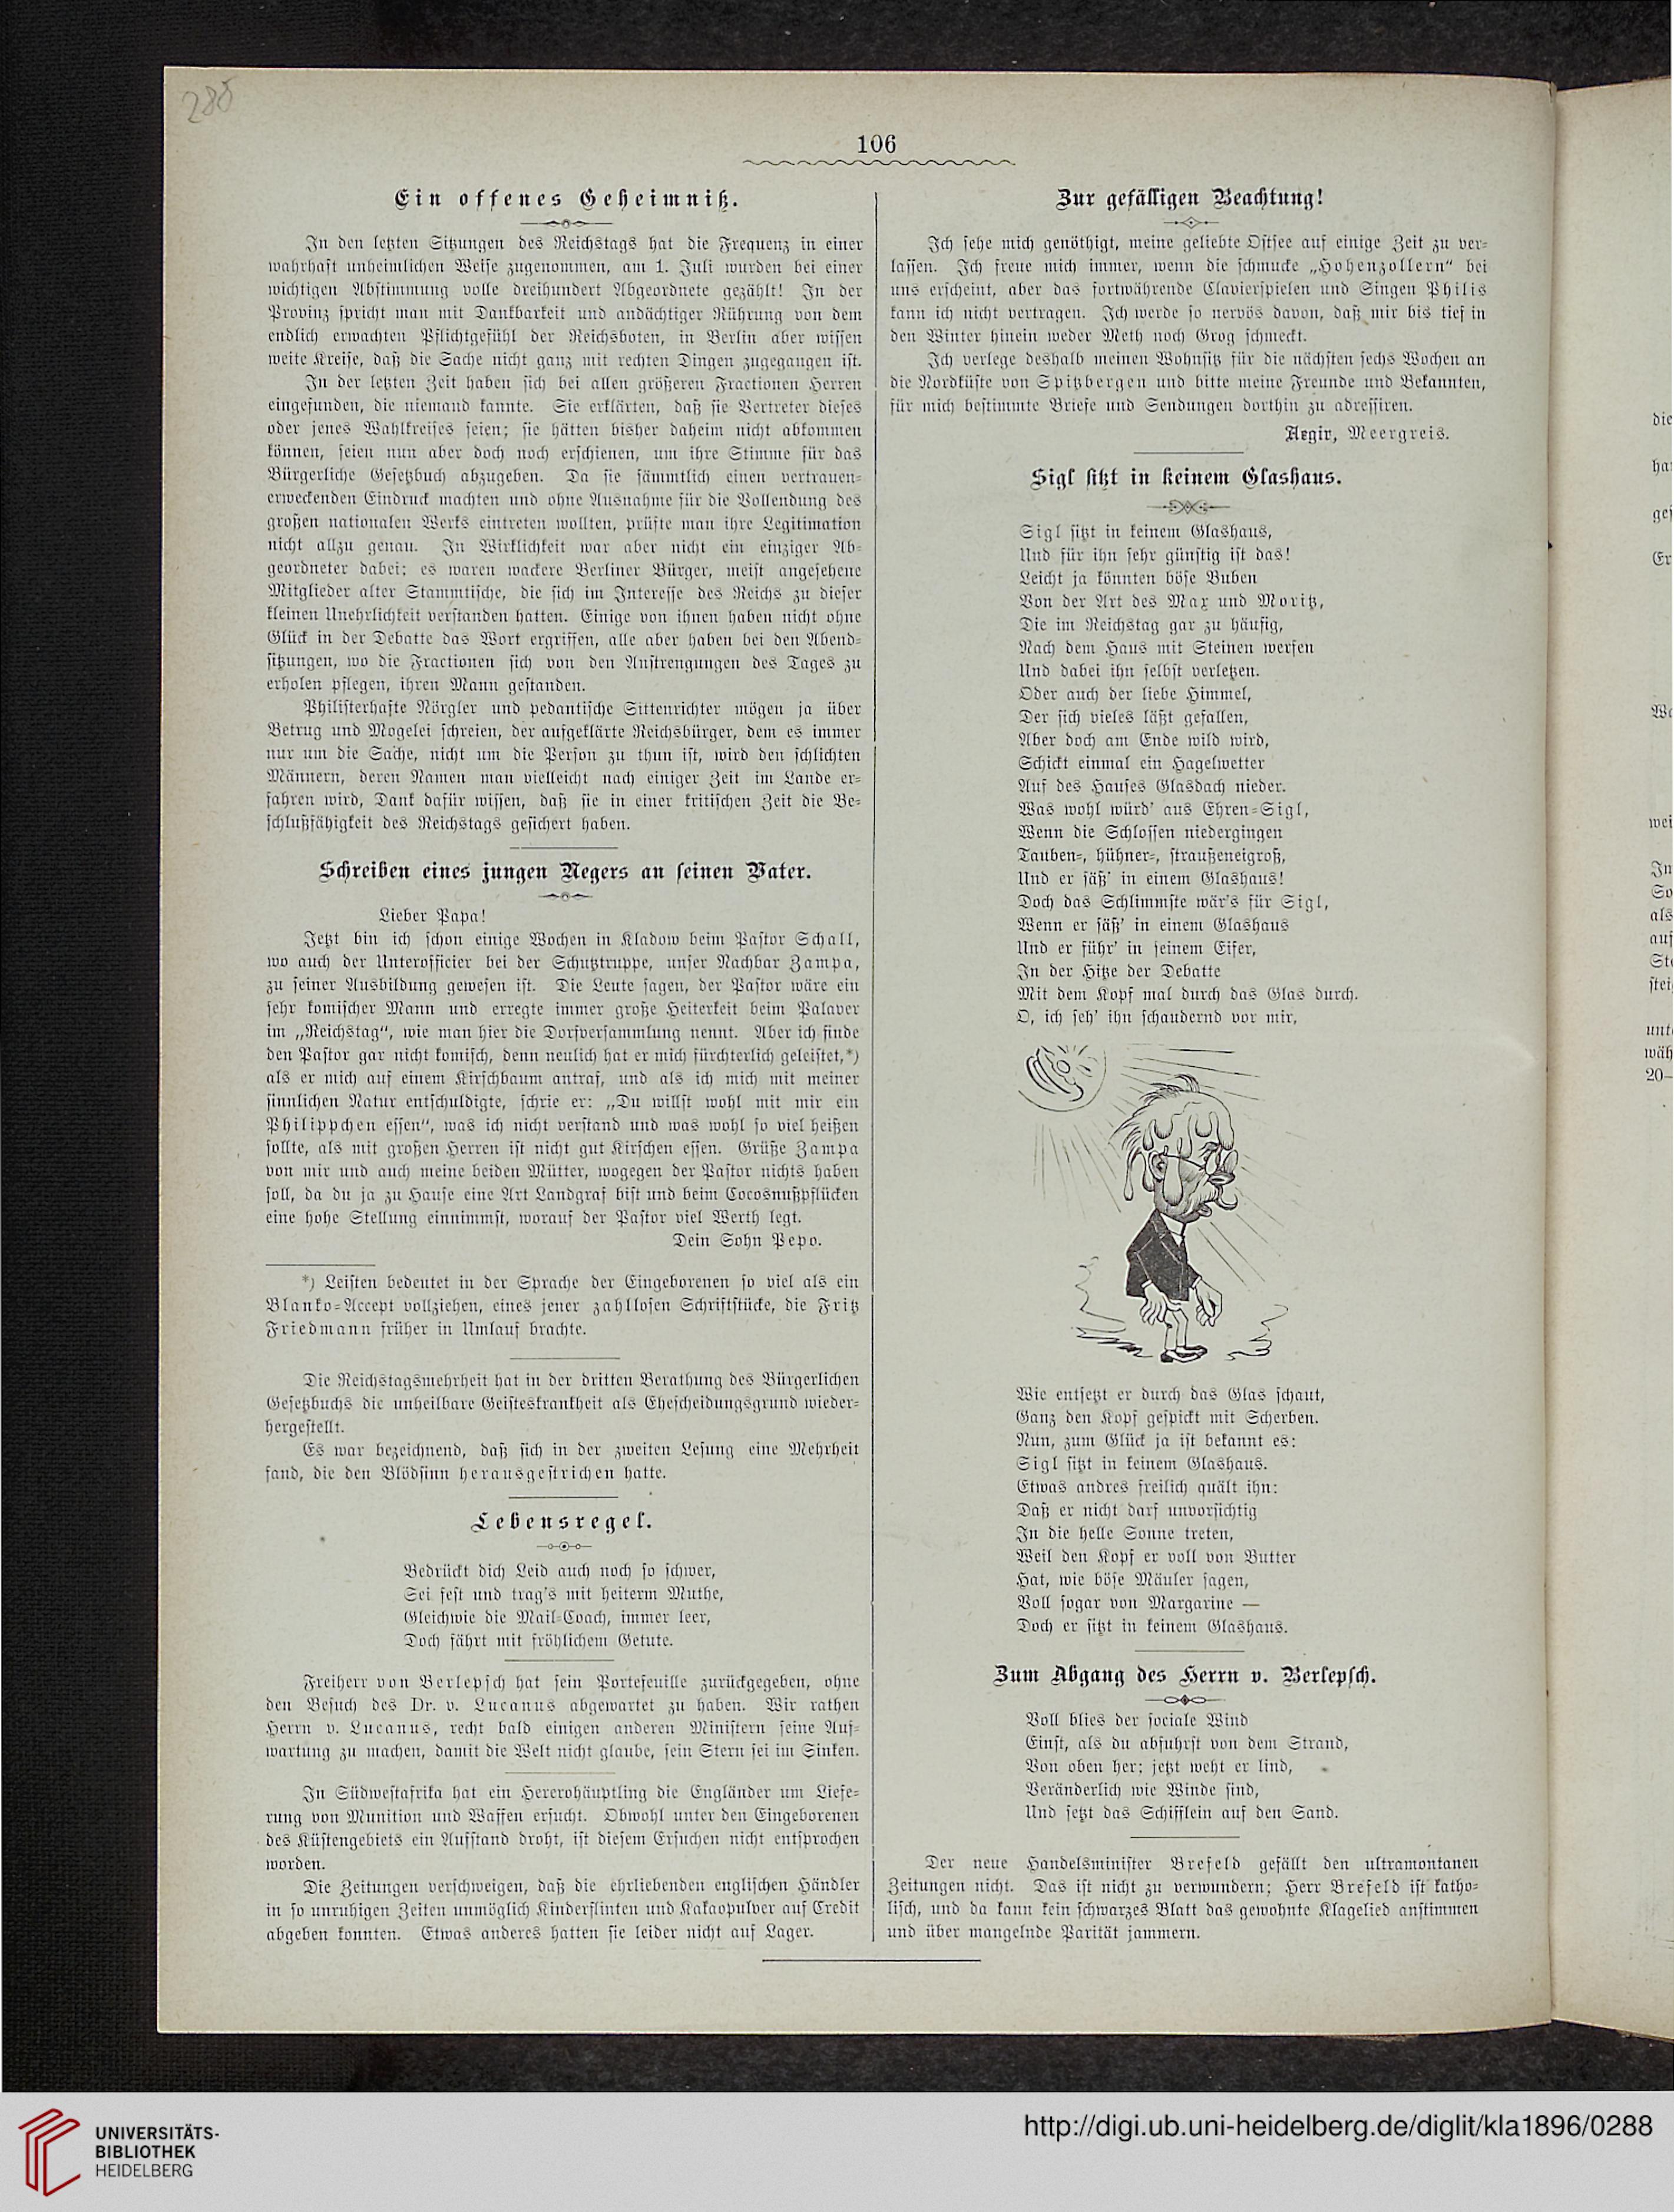 288
106
Ein offenes Geheimniß.
In den letzten Sitzungen des Reichstags hat die Frequenz in einer
wahrhaft unheimlichen Weise zugenommen, am 1. Juli wurden bei einer
wichtigen Abstimmung volle dreihundert Abgeordnete gezählt! In der
Provinz spricht man mit Dankbarkeit und andächtiger Rührung von dem
endlich erwachten Pflichtgefühl der Reichsboten, in Berlin aber wissen
weite Kreise, daß die Sache nicht ganz mit rechten Dingen zugegangen ist.
In der letzten Zeit haben sich bei allen größeren Fractionen Herren
eingefunden, die niemand kannte. Sie erklärten, daß sie Vertreter dieses
oder jenes Wahlkreises seien; sie hätten bisher daheim nicht abkommen
können, seien nun aber doch noch erschienen, um ihre Stimme für das
Bürgerliche Gesetzbuch abzugeben. Da sie sämmtlich einen vertrauen-
erweckenden Eindruck machten und ohne Ausnahme für die Vollendung des
großen nationalen Werks eintreten wollten, prüfte man ihre Legitimation
nicht allzu genau. In Wirklichkeit war aber nicht ein einziger Ab-
geordneter dabei; es waren wackere Berliner Bürger, meist angesehene
Mitglieder alter Stammtische, die sich im Interesse des Reichs zu dieser
kleinen Unehrlichkeit verstanden hatten. Einige von ihnen haben nicht ohne
Glück in der Debatte das Wort ergriffen, alle aber haben bei den Abend-
sitzungen, wo die Fractionen sich von den Anstrengungen des Tages zu
erholen pflegen, ihren Mann gestanden.
Philisterhafte Nörgler und pedantische Sittenrichter mögen ja über
Betrug und Mogelei schreien, der aufgeklärte Reichsbürger, dem es immer
nur um die Sache, nicht um die Person zu thun ist, wird den schlichten
Männern, deren Namen man vielleicht nach einiger Zeit im Lande er-
fahren wird, Dank dafür wissen, daß sie in einer kritischen Zeit die Be-
schlußfähigkeit des Reichstags gesichert haben.
Schreiben eines jungen Negers an seinen Vater.
Lieber Papa!
Jetzt bin ich schon einige Wochen in Kladow beim Pastor Schall,
wo auch der Unterofficier bei der Schutztruppe, unser Nachbar Zampa,
zu seiner Ausbildung gewesen ist. Die Leute sagen, der Pastor wäre ein
sehr komischer Mann und erregte immer große Heiterkeit beim Palaver
im „Reichstag“, wie man hier die Dorfversammlung nennt. Aber ich finde
den Pastor gar nicht komisch, denn neulich hat er mich fürchterlich geleistet,*)
als er mich auf einem Kirschbaum antraf, und als ich mich mit meiner
sinnlichen Natur entschuldigte, schrie er: „Du willst wohl mit mir ein
Philippchen essen“, was ich nicht verstand und was wohl so viel heißen
sollte, als mit großen Herren ist nicht gut Kirschen essen. Grüße Zampa
von mir und auch meine beiden Mütter, wogegen der Pastor nichts haben
soll, da du ja zu Hause eine Art Landgraf bist und beim Cocosnußpflücken
eine hohe Stellung einnimmst, worauf der Pastor viel Werth legt.
Dein Sohn Pepo.
*) Leisten bedeutet in der Sprache der Eingeborenen so viel als ein
Blanko-Accept vollziehen, eines jener zahllosen Schriftstücke, die Fritz
Friedmann früher in Umlauf brachte.
Die Reichstagsmehrheit hat in der dritten Berathung des Bürgerlichen
Gesetzbuchs die unheilbare Geisteskrankheit als Ehescheidungsgrund wieder-
hergestellt.
Es war bezeichnend, daß sich in der zweiten Lesung eine Mehrheit
fand, die den Blödsinn herausgestrichen hatte.
Lebensregel.
Bedrückt dich Leid auch noch so schwer,
Sei fest und trag's mit heiterm Muthe,
Gleichwie die Mail-Coach, immer leer,
Doch fährt mit fröhlichem Getute.
Freiherr von Berlepsch hat sein Portefeuille zurückgegeben, ohne
den Besuch des Dr. v. Lucanus abgewartet zu haben. Wir rathen
Herrn v. Lucanus, recht bald einigen anderen Ministern seine Auf-
wartung zu machen, damit die Welt nicht glaube, sein Stern sei im Sinken.
In Südwestafrika hat ein Hererohäuptling die Engländer um Liefe-
rung von Munition und Waffen ersucht. Obwohl unter den Eingeborenen
des Küstengebiets ein Aufstand droht, ist diesem Ersuchen nicht entsprochen
worden.
Die Zeitungen verschweigen, daß die ehrliebenden englischen Händler
in so unruhigen Zeiten unmöglich Kinderflinten und Kakaopulver auf Credit
abgeben konnten. Etwas anderes hatten sie leider nicht auf Lager.
Zur gefälligen Beachtung!
Ich sehe mich genöthigt, meine geliebte Ostsee auf einige Zeit zu ver-
lassen. Ich freue mich immer, wenn die schmucke „Hohenzollern“ bei
uns erscheint, aber das fortwährende Clavierspielen und Singen Philis
kann ich nicht vertragen. Ich werde so nervös davon, daß mir bis tief in
den Winter hinein weder Meth noch Grog schmeckt.
Ich verlege deshalb meinen Wohnsitz für die nächsten sechs Wochen an
die Nordküste von Spitzbergen und bitte meine Freunde und Bekannten,
für mich bestimmte Briefe und Sendungen dorthin zu adressiren.
Aegir, Meergreis.
Sigl sitzt in keinem Glashaus.
Sigl sitzt in keinem Glashaus,
Und für ihn sehr günstig ist das!
Leicht ja könnten böse Buben
Von der Art des Max und Moritz,
Die im Reichstag gar zu häufig,
Nach dem Haus mit Steinen werfen
Und dabei ihn selbst verletzen.
Oder auch der liebe Himmel,
Der sich vieles läßt gefallen,
Aber doch am Ende wild wird,
Schickt einmal ein Hagelwetter
Auf des Hauses Glasdach nieder.
Was wohl würd' aus Ehren-Sigl,
Wenn die Schlossen niedergingen
Tauben-, hühner-, straußeneigroß,
Und er säß' in einem Glashaus!
Doch das Schlimmste wär's für Sigl,
Wenn er säß' in einem Glashaus
Und er führ' in seinem Eifer,
In der Hitze der Debatte
Mit dem Kopf mal durch das Glas durch.
O, ich seh' ihn schaudernd vor mir,
Wie entsetzt er durch das Glas schaut,
Ganz den Kopf gespickt mit Scherben.
Nun, zum Glück ja ist bekannt es:
Sigl sitzt in keinem Glashaus.
Etwas andres freilich quält ihn:
Daß er nicht darf unvorsichtig
In die helle Sonne treten,
Weil den Kopf er voll von Butter
Hat, wie böse Mäuler sagen,
Voll sogar von Margarine —
Doch er sitzt in keinem Glashaus.
Zum Abgang des Herrn v. Berlepsch.
Voll blies der sociale Wind
Einst, als du abfuhrst von dem Strand,
Von oben her; jetzt weht er lind,
Veränderlich wie Winde sind,
Und setzt das Schifflein auf den Sand.
Der neue Handelsminister Brefeld gefällt den ultramontanen
Zeitungen nicht. Das ist nicht zu verwundern; Herr Brefeld ist katho-
lisch, und da kann kein schwarzes Blatt das gewohnte Klagelied anstimmen
und über mangelnde Parität jammern.
die
ha
gef
Er
wei
In
So
als
auf
St
stei
unt
wäh
20-
UNIVERSITÄTS-
BIBLIOTHEK
HEIDELBERG
http://digi.ub.uni-heidelberg.de/diglit/kla1896/0288